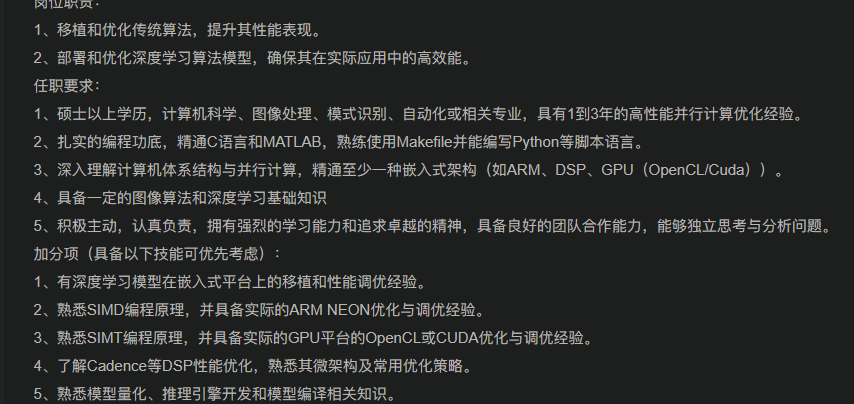 岗位职责：
1、移植和优化传统算法，提升其性能表现。
2、部署和优化深度学习算法模型，确保其在实际应用中的高效能。
任职要求：
1、硕士以上学历，计算机科学、图像处理、模式识别、自动化或相关专业，具有1到3年的高性能并行计算优化经验。
2、扎实的编程功底，精通C语言和MATLAB，熟练使用Makefile并能编写Python等脚本语言。
3、深入理解计算机体系结构与并行计算，精通至少一种嵌入式架构（如ARM、DSP、GPU（OpenCL/Cuda））。
4、具备一定的图像算法和深度学习基础知识
5、积极主动，认真负责，拥有强烈的学习能力和追求卓越的精神，具备良好的团队合作能力，能够独立思考与分析问题。
加分项（具备以下技能可优先考虑）：
1、有深度学习模型在嵌入式平台上的移植和性能调优经验。
2、熟悉SIMD编程原理，并具备实际的ARM NEON优化与调优经验。
3、熟悉SIMT编程原理，并具备实际的GPU平台的OpenCL或CUDA优化与调优经验。
4、了解Cadence等DSP性能优化，熟悉其微架构及常用优化策略。
5、熟悉模型量化、推理引擎开发和模型编译相关知识。